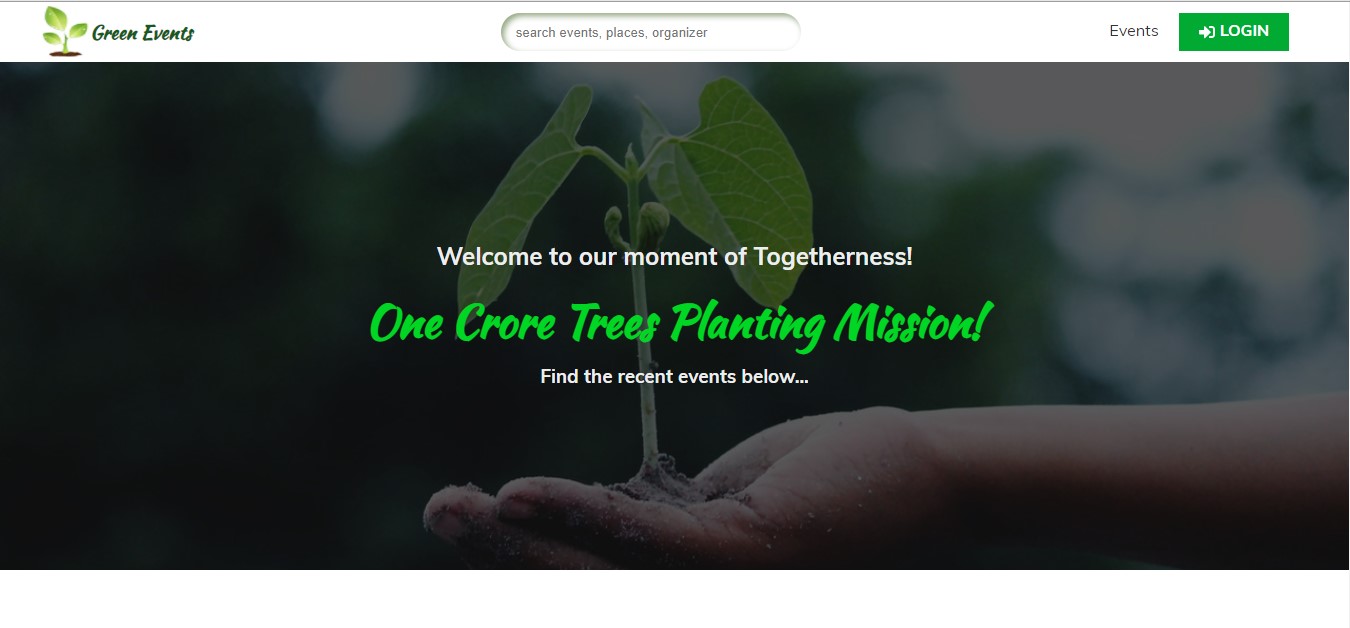 Green Events
search events, places, organizer
Events
LOGIN
Welcome to our moment of Togetherness!
One Crore Trees Planting Mission!
Find the recent events below...